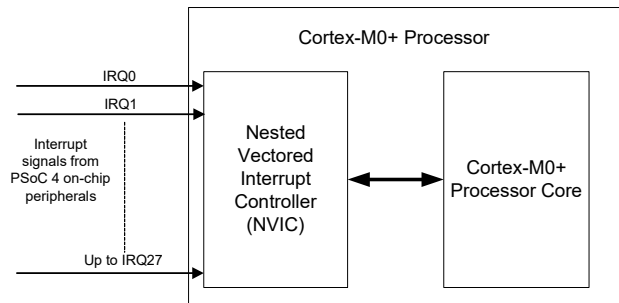 Cortex-M0+ Processor
IRQ0
IRQ1
Interrupt
signals from
PSoC 4 on-chip
peripherals
Up to IRQ27
Nested
Vectored
Interrupt
Controller
(NVIC)
Cortex-M0+
Processor Core